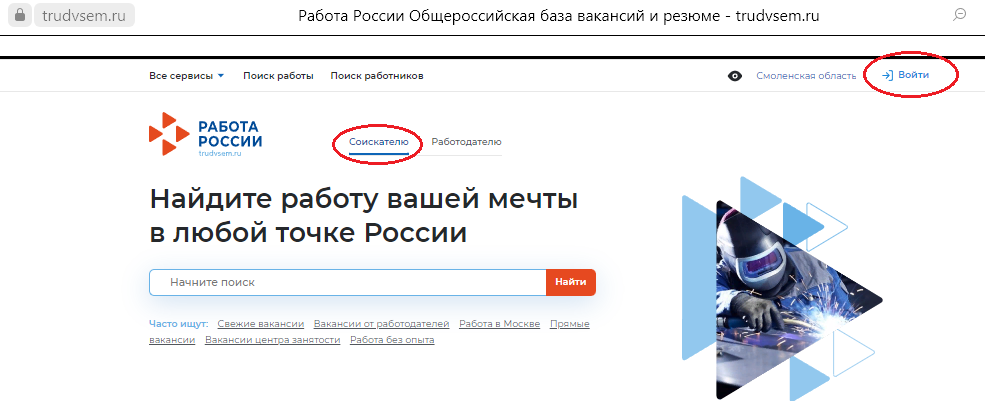 trudvsem.ru Работа России Общероссийская база вакансий и резюме - trudvsem.ru
Все сервисы Поиск работы Поиск работников Смоленская область Войти
РАБОТА
РОССИИ
trudvsem.ru
Соискателю Работодателю
Найдите работу вашей мечты
в любой точке России
Начните поиск Найти
Часто ищут: Свежие вакансии Вакансии от работодателей Работа в Москве Прямые
вакансии Вакансии центра занятости Работа без опыта